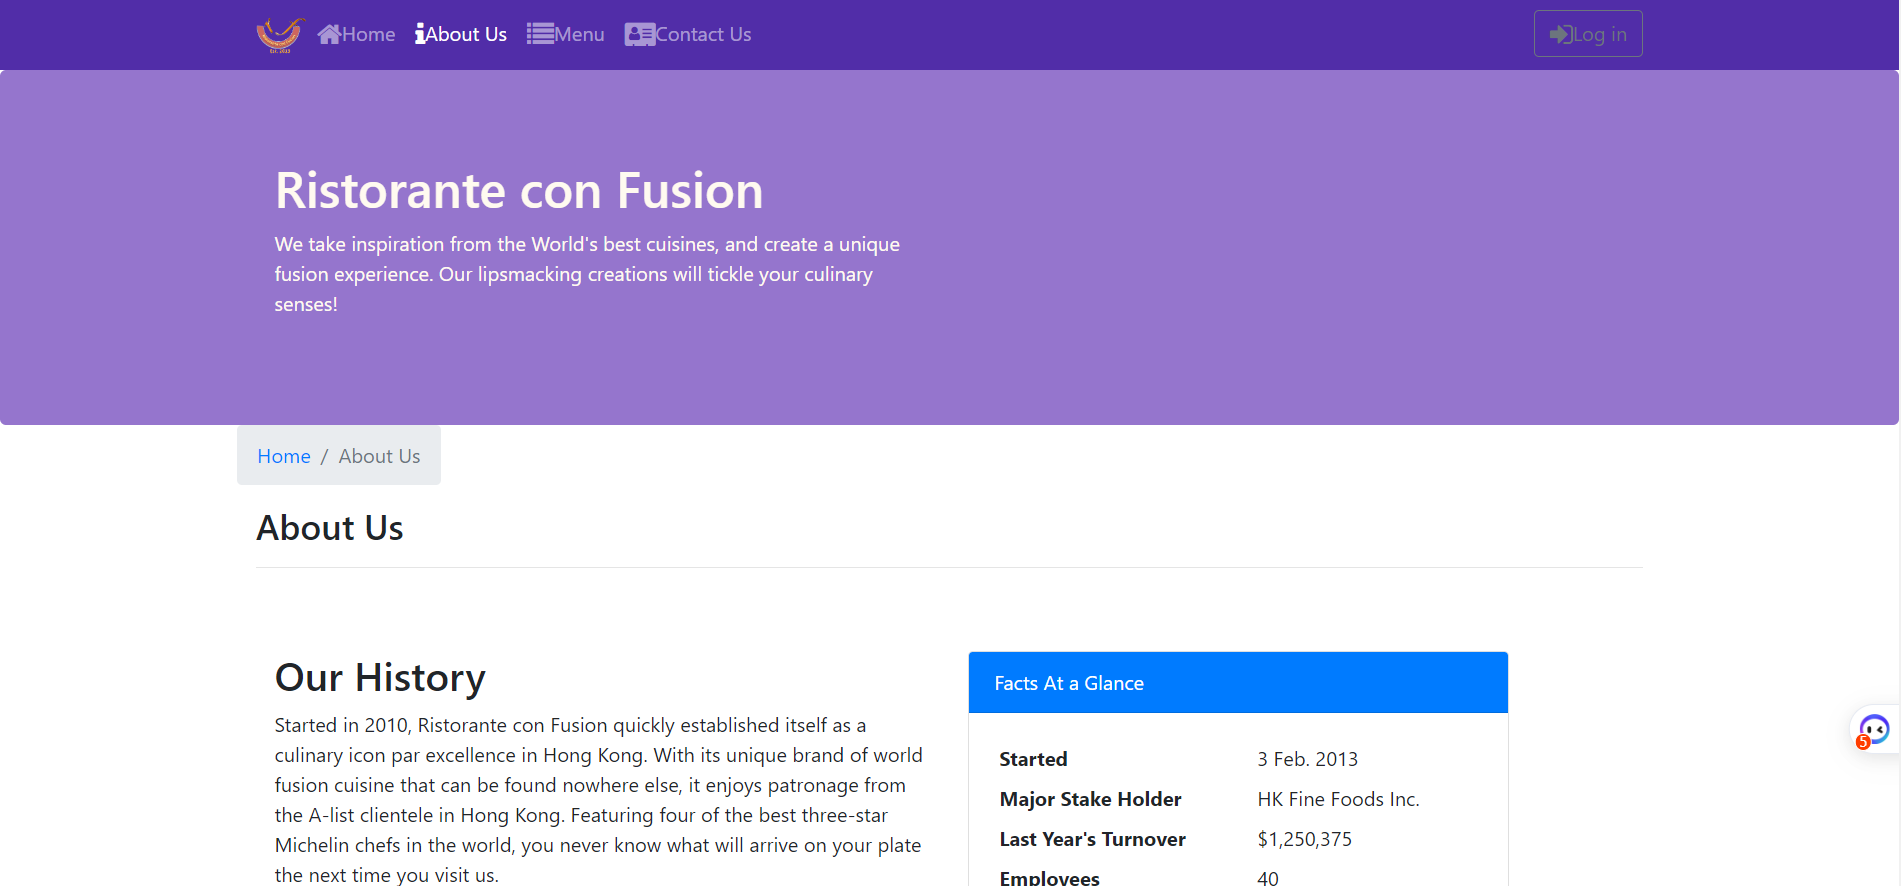 Home About Us Menu Contact Us Log in
Ristorante con Fusion
We take inspiration from the World's best cuisines, and create a unique
fusion experience. Our lipsmacking creations will tickle your culinary
senses!
Home / About Us
About Us
Our History
Started in 2010, Ristorante con Fusion quickly established itself as a
culinary icon par excellence in Hong Kong. With its unique brand of world
fusion cuisine that can be found nowhere else, it enjoys patronage from
the A-list clientele in Hong Kong. Featuring four of the best three-star
Michelin chefs in the world, you never know what will arrive on your plate
the next time you visit us.
Facts At a Glance
Started 3 Feb. 2013
Major Stake Holder HK Fine Foods Inc.
Last Year's Turnover $1,250,375
Employees 40
5